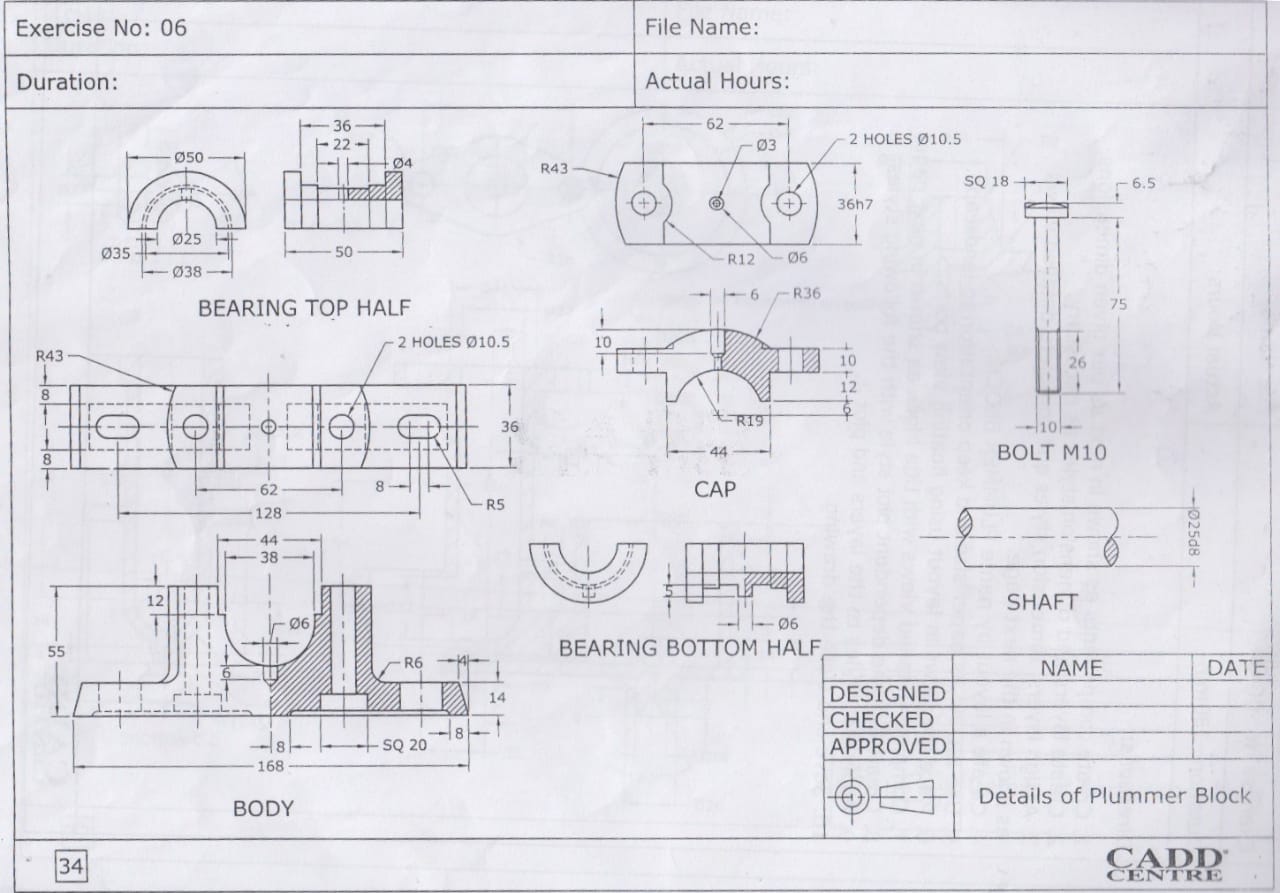 Exercise No: 06
File Name:
Duration:
Actual Hours:
36
22
Ø50
Ø4
Ø25
Ø35
Ø38
50
BEARING TOP HALF
62
Ø3
2 HOLES Ø10.5
R43
36h7
R12
Ø6
SQ 18
6.5
75
26
10
BOLT M10
R43
2 HOLES Ø10.5
8
8
36
62
8
128
R5
6
R36
10
10
12
6
R19
44
CAP
44
38
12
Ø6
55
6
R6
4
14
8
SQ 20
8
168
BODY
5
Ø6
BEARING BOTTOM HALF
Ø25d8
SHAFT
NAME
DATE
DESIGNED
CHECKED
APPROVED
Details of Plummer Block
34
CADD
CENTRE